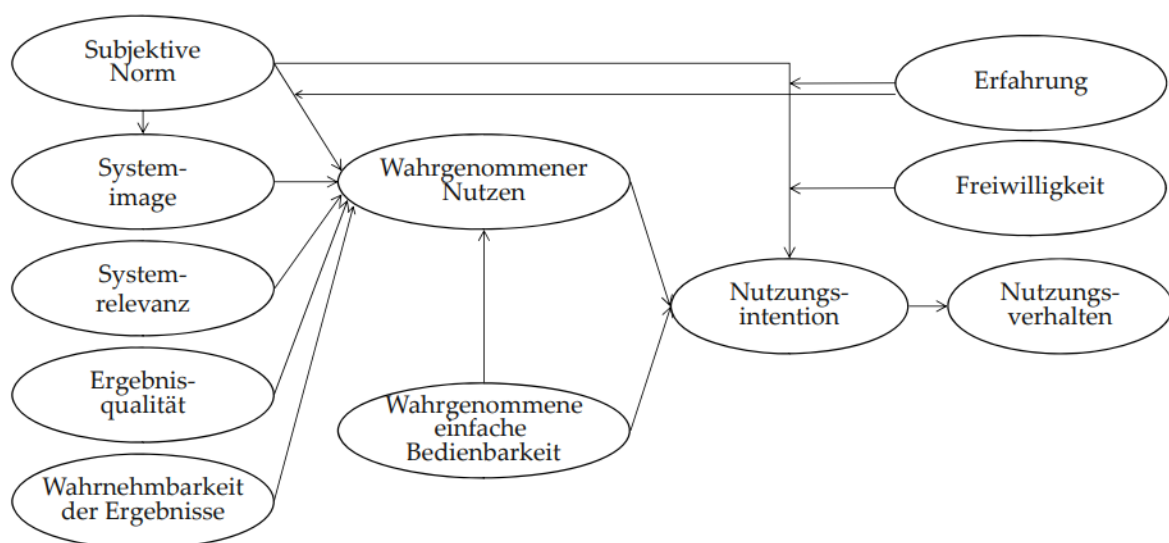 Subjektive
Norm
Erfahrung
System-
image
Wahrgenommener
Nutzen
Freiwilligkeit
System-
relevanz
Nutzungs-
intention
Nutzungs-
verhalten
Ergebnis-
qualität
Wahrgenommene
einfache
Bedienbarkeit
Wahrnehmbarkeit
der Ergebnisse